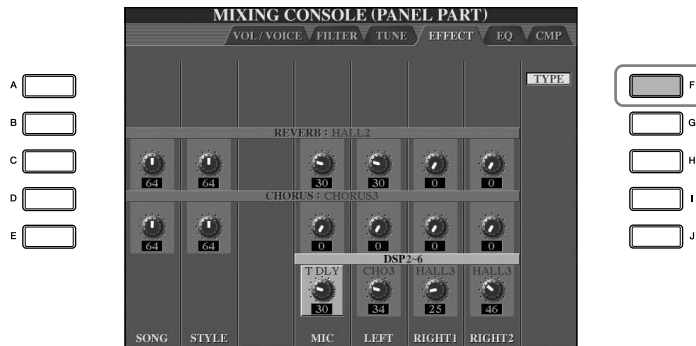 MIXING CONSOLE (PANEL PART)
VOL / VOICE FILTER TUNE EFFECT EQ CMP
TYPE
A
B
C
D
E
F
G
H
I
J
REVERB : HALL2
64 64 30 30 0 0
CHORUS : CHORUS3
64 64 0 0 0 0
DSP2~6
T DLY CHO3 HALL3 HALL3
30 34 25 46
SONG STYLE MIC LEFT RIGHT1 RIGHT2